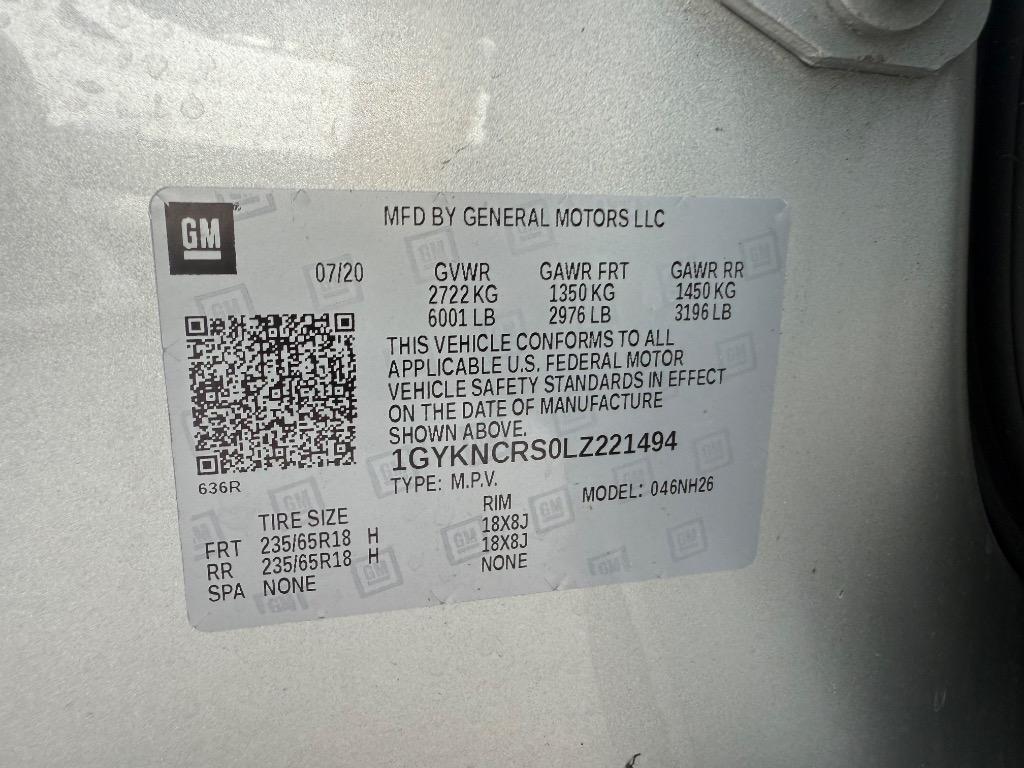 GM
MFD BY GENERAL MOTORS LLC
07/20 GVWR GAWR FRT GAWR RR
2722 KG 1350 KG 1450 KG
6001 LB 2976 LB 3196 LB
THIS VEHICLE CONFORMS TO ALL
APPLICABLE U.S. FEDERAL MOTOR
VEHICLE SAFETY STANDARDS IN EFFECT
ON THE DATE OF MANUFACTURE
SHOWN ABOVE.
1GYKNCRS0LZ221494
636R
TYPE: M.P.V. MODEL: 046NH26
TIRE SIZE RIM
FRT 235/65R18 H 18X8J
RR 235/65R18 H 18X8J
SPA NONE NONE